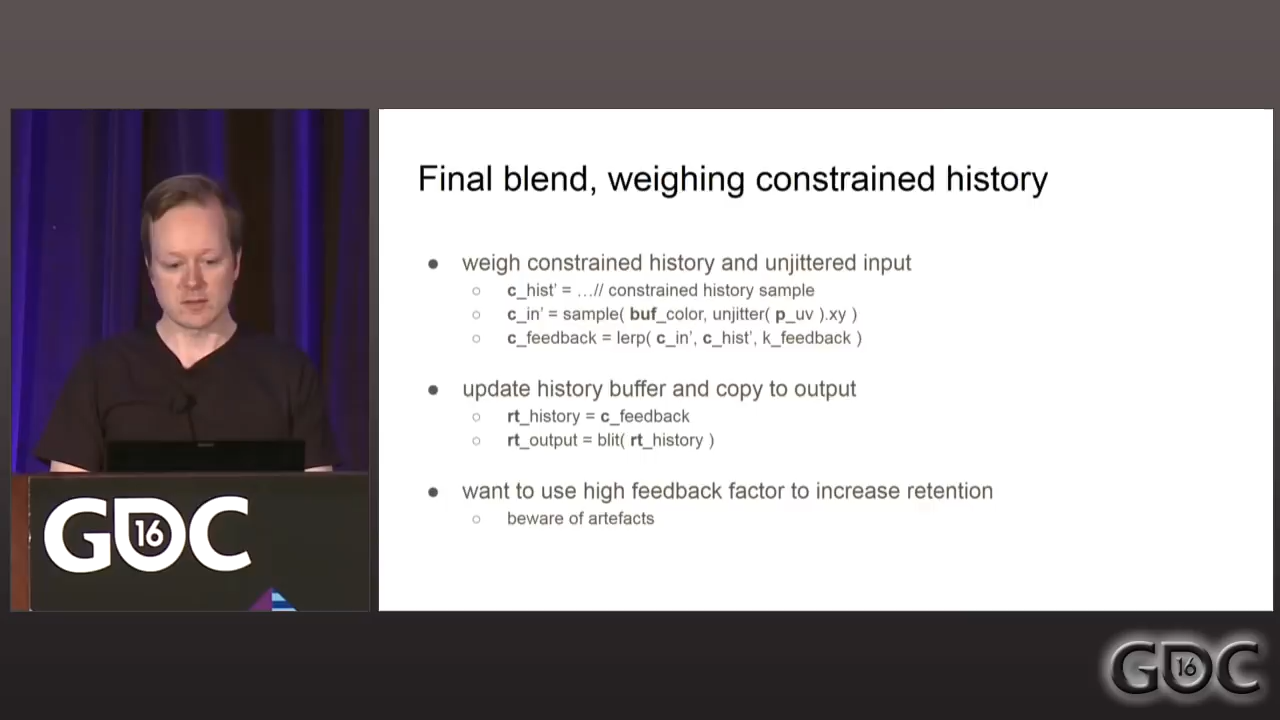 Final blend, weighing constrained history
● weigh constrained history and unjittered input
○ c_hist’ = …// constrained history sample
○ c_in’ = sample( buf_color, unjitter( p_uv ).xy )
○ c_feedback = lerp( c_in’, c_hist’, k_feedback )
● update history buffer and copy to output
○ rt_history = c_feedback
○ rt_output = blit( rt_history )
● want to use high feedback factor to increase retention
○ beware of artefacts
GDC 16
GDC 16